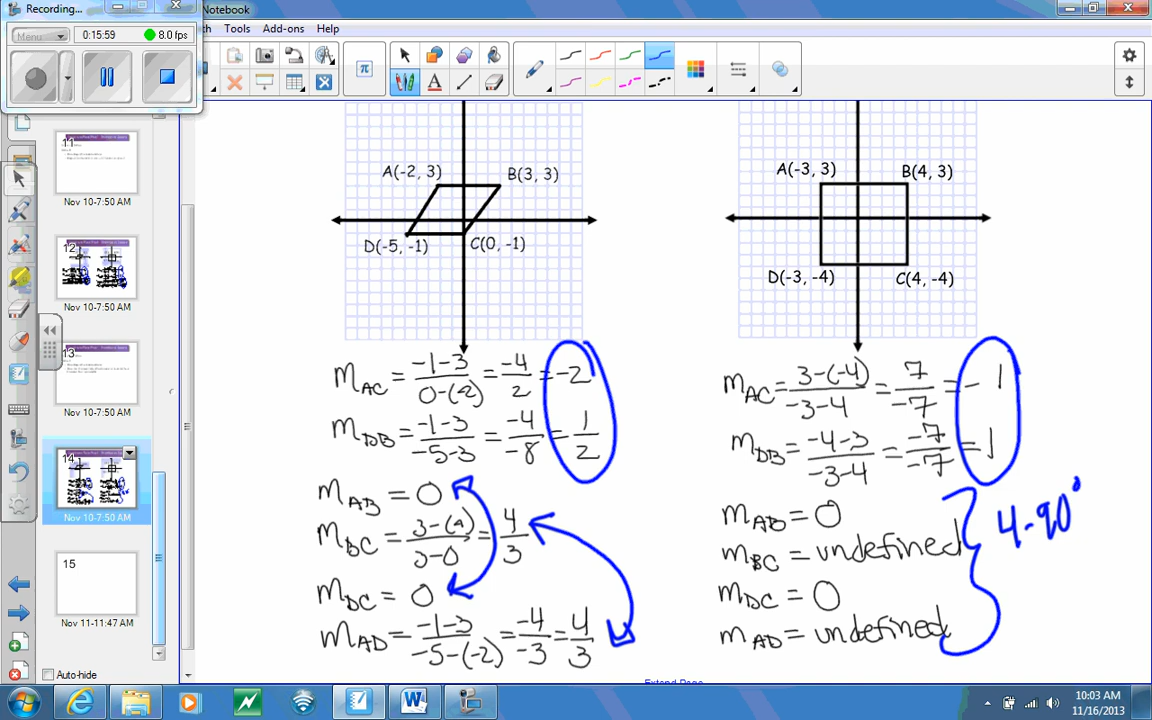 Recording...
Notebook
Menu
0:15:59
8.0 fps
Tools Add-ons Help
π
A
11
Nov 10-7:50 AM
12
Nov 10-7:50 AM
13
Nov 10-7:50 AM
14
Nov 10-7:50 AM
15
Nov 11-11:47 AM
Auto-hide
A(-2, 3) B(3, 3)
D(-5, -1) C(0, -1)
m_AC = (-1-3)/(0-(-2)) = -4/2 = -2
m_DB = (-1-3)/(-5-3) = -4/-8 = 1/2
m_AB = 0
m_BC = (3-(-1))/(3-0) = 4/3
m_DC = 0
m_AD = (-1-3)/(-5-(-2)) = -4/-3 = 4/3
A(-3, 3) B(4, 3)
D(-3, -4) C(4, -4)
m_AC = (3-(-4))/(-3-4) = 7/-7 = -1
m_DB = (-4-3)/(-3-4) = -7/-7 = 1
m_AB = 0
m_BC = undefined
m_DC = 0
m_AD = undefined
4-90°
Extend Page
10:03 AM
11/16/2013